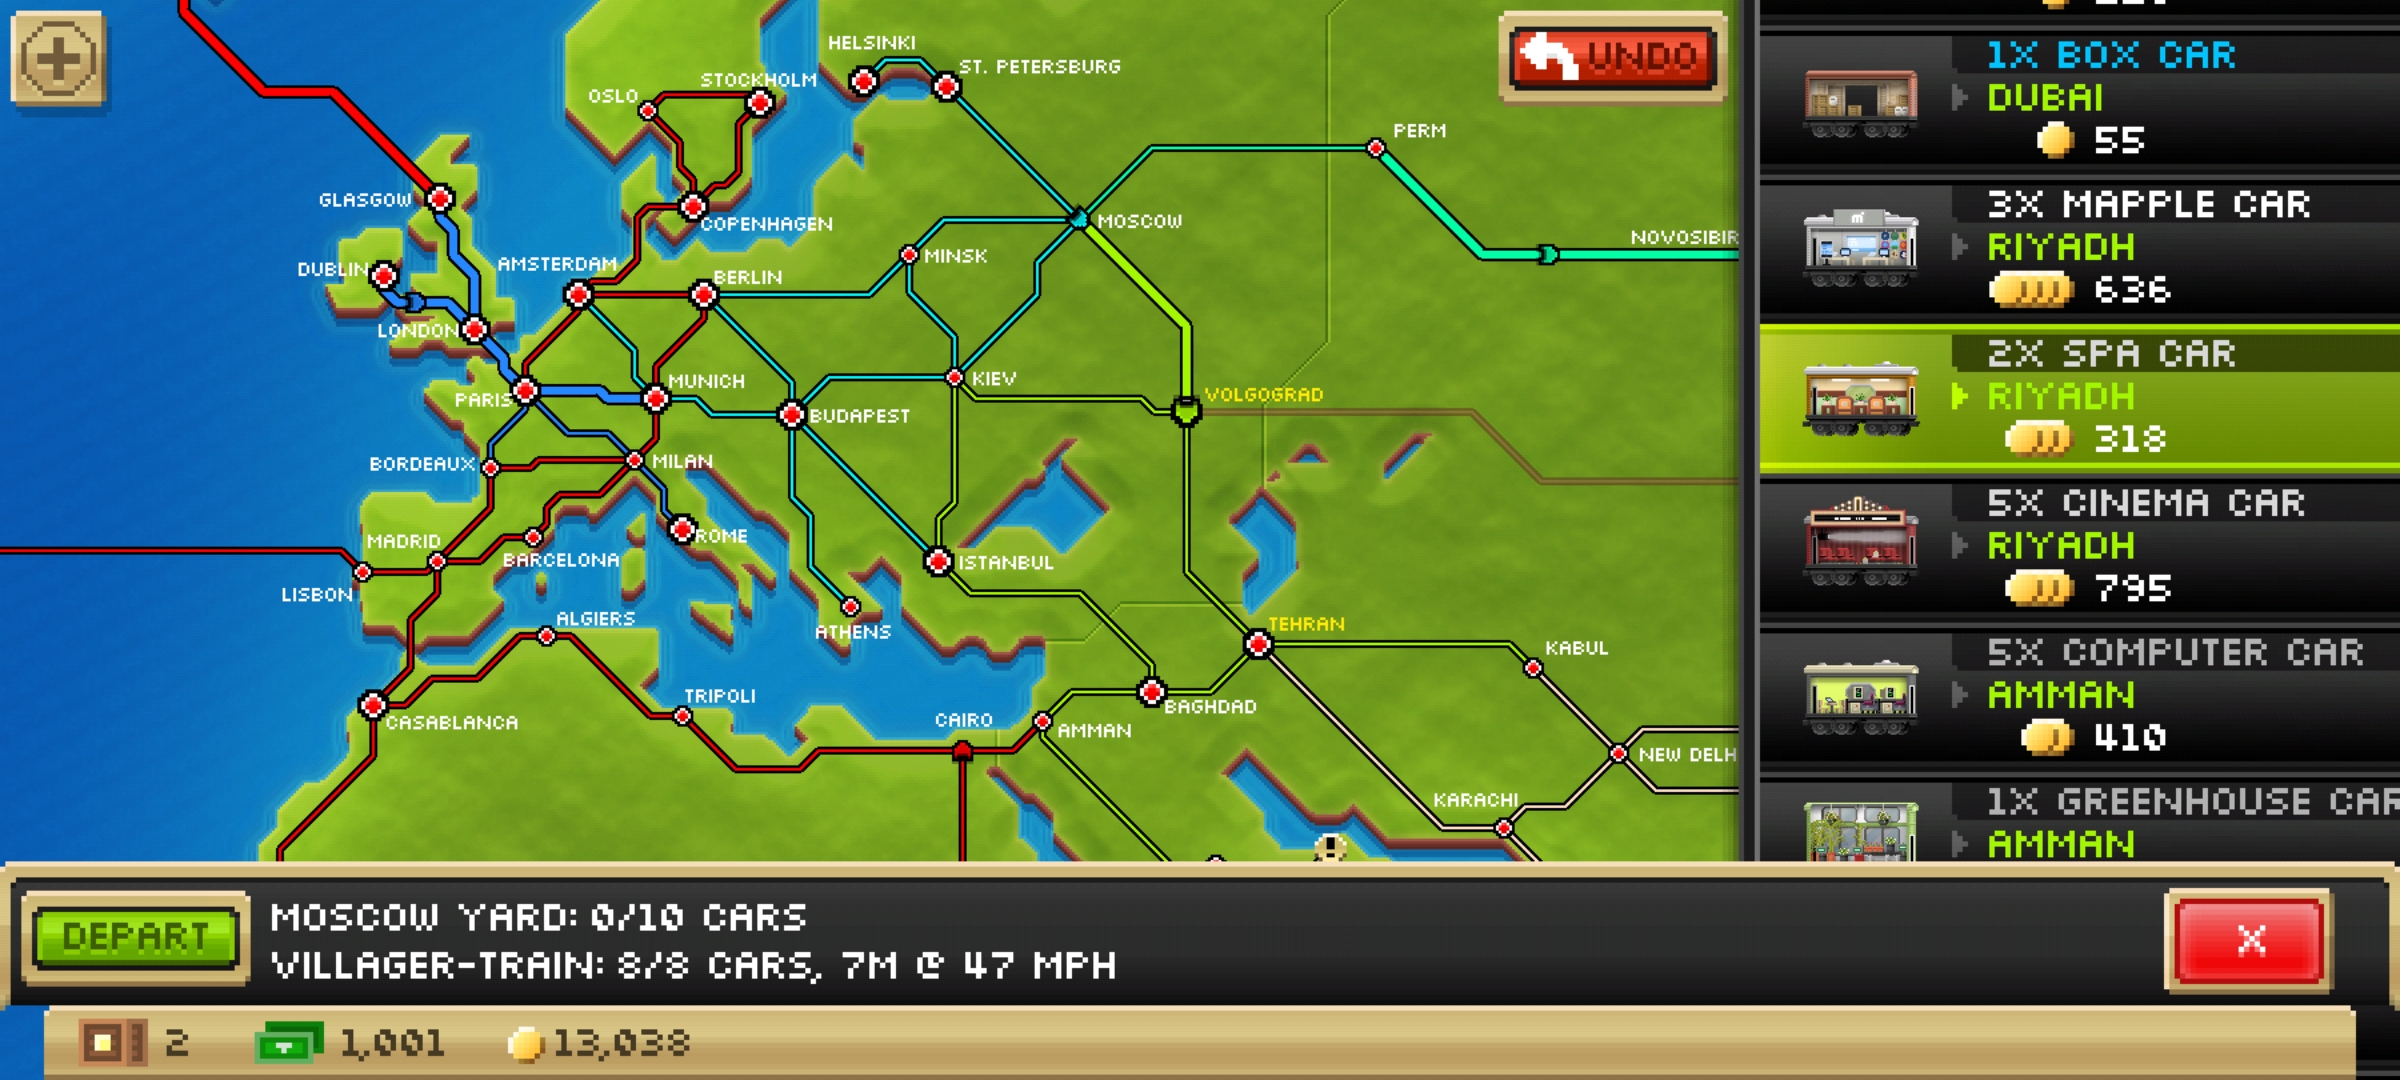 HELSINKI
ST. PETERSBURG
STOCKHOLM
OSLO
UNDO
PERM
GLASGOW
COPENHAGEN
MOSCOW
NOVOSIBIR
MINSK
DUBLIN
AMSTERDAM
BERLIN
LONDON
MUNICH
KIEV
VOLGOGRAD
PARIS
BUDAPEST
BORDEAUX
MILAN
MADRID
ROME
BARCELONA
ISTANBUL
LISBON
ALGIERS
ATHENS
TEHRAN
KABUL
TRIPOLI
CASABLANCA
CAIRO
AMMAN
BAGHDAD
NEW DELH
KARACHI
1X BOX CAR
DUBAI
55
3X MAPPLE CAR
RIYADH
636
2X SPA CAR
RIYADH
318
5X CINEMA CAR
RIYADH
795
5X COMPUTER CAR
AMMAN
410
1X GREENHOUSE CAR
AMMAN
DEPART
MOSCOW YARD: 0/10 CARS
VILLAGER-TRAIN: 8/8 CARS, 7M @ 47 MPH
X
2
1,001
13,038